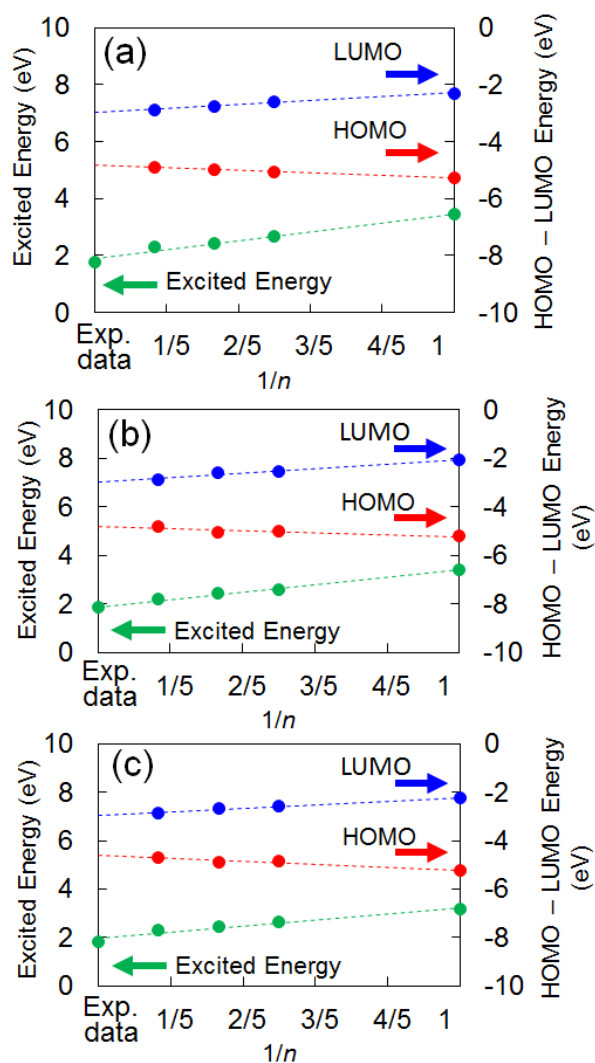 (a)
Excited Energy (eV)
10
8
6
4
2
0
LUMO
HOMO
Excited Energy
0
-2
-4
-6
-8
-10
HOMO – LUMO Energy (eV)
Exp. data
1/5
2/5
3/5
4/5
1
1/n
(b)
Excited Energy (eV)
10
8
6
4
2
0
LUMO
HOMO
Excited Energy
0
-2
-4
-6
-8
-10
HOMO – LUMO Energy
(eV)
Exp.
data
1/5
2/5
3/5
4/5
1
1/n
(c)
Excited Energy (eV)
10
8
6
4
2
0
LUMO
HOMO
Excited Energy
0
-2
-4
-6
-8
-10
HOMO – LUMO Energy
(eV)
Exp.
data
1/5
2/5
3/5
4/5
1
1/n